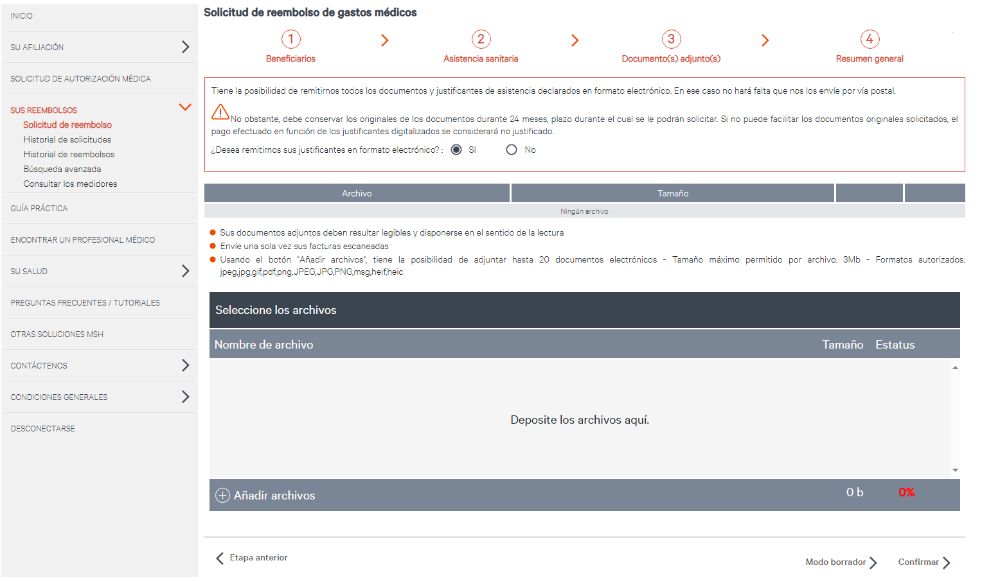 INICIO
SU AFILIACIÓN
SOLICITUD DE AUTORIZACIÓN MÉDICA
SUS REEMBOLSOS
Solicitud de reembolso
Historial de solicitudes
Historial de reembolsos
Búsqueda avanzada
Consultar los medidores
GUÍA PRÁCTICA
ENCONTRAR UN PROFESIONAL MÉDICO
SU SALUD
PREGUNTAS FRECUENTES / TUTORIALES
OTRAS SOLUCIONES MSH
CONTÁCTENOS
CONDICIONES GENERALES
DESCONECTARSE
Solicitud de reembolso de gastos médicos
1 2 3 4
Beneficiarios Asistencia sanitaria Documento(s) adjunto(s) Resumen general
Tiene la posibilidad de remitirnos todos los documentos y justificantes de asistencia declarados en formato electrónico. En ese caso no hará falta que nos los envíe por vía postal.
No obstante, debe conservar los originales de los documentos durante 24 meses, plazo durante el cual se le podrán solicitar. Si no puede facilitar los documentos originales solicitados, el
pago efectuado en función de los justificantes digitalizados se considerará no justificado.
¿Desea remitirnos sus justificantes en formato electrónico? : Sí No
Archivo Tamaño
Ningún archivo
Sus documentos adjuntos deben resultar legibles y disponerse en el sentido de la lectura
Envíe una sola vez sus facturas escaneadas
Usando el botón "Añadir archivos", tiene la posibilidad de adjuntar hasta 20 documentos electrónicos - Tamaño máximo permitido por archivo: 3Mb - Formatos autorizados:
jpeg,jpg,gif,pdf,png,JPEG,JPG,PNG,msg,heif,heic
Seleccione los archivos
Nombre de archivo Tamaño Estatus
Deposite los archivos aquí.
Añadir archivos 0 b 0%
Etapa anterior
Modo borrador Confirmar